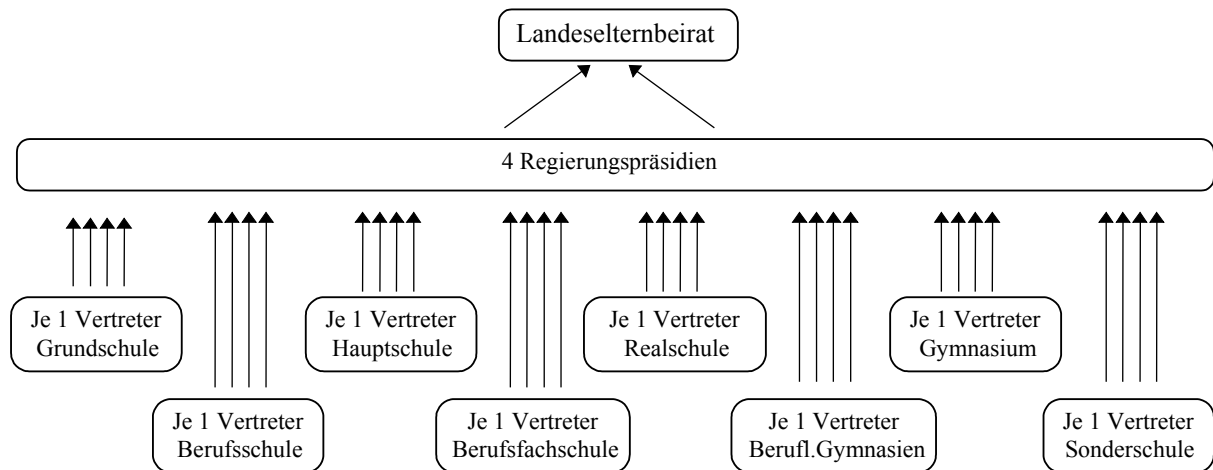 Landeselternbeirat
4 Regierungspräsidien
Je 1 Vertreter
Grundschule
Je 1 Vertreter
Hauptschule
Je 1 Vertreter
Realschule
Je 1 Vertreter
Gymnasium
Je 1 Vertreter
Berufsschule
Je 1 Vertreter
Berufsfachschule
Je 1 Vertreter
Berufl.Gymnasien
Je 1 Vertreter
Sonderschule